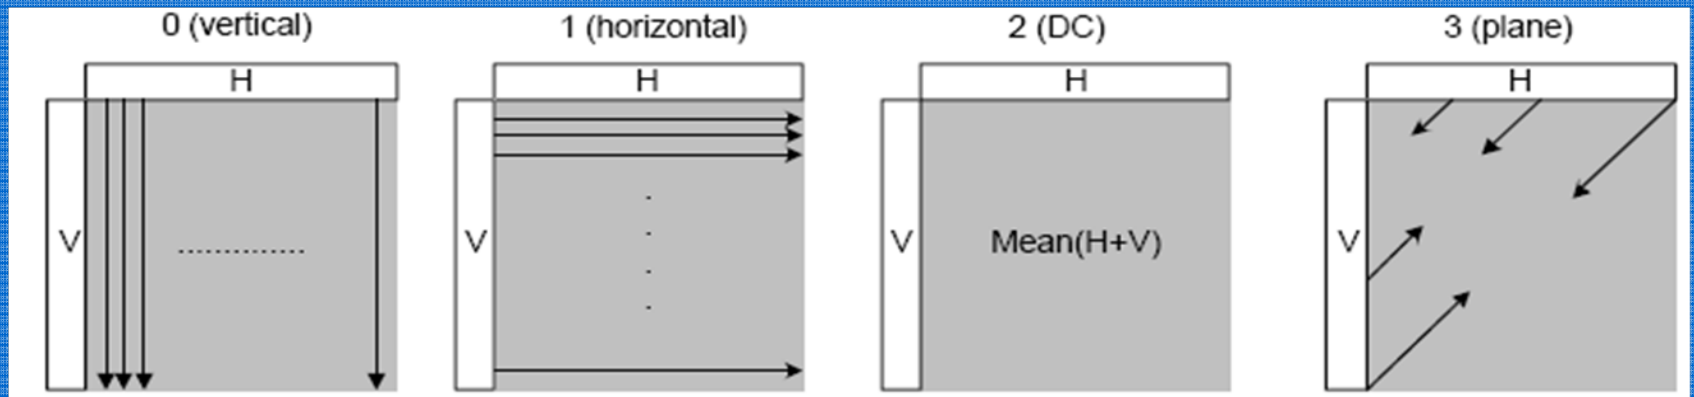 0 (vertical)
1 (horizontal)
2 (DC)
3 (plane)
H
H
H
H
V
V
V
Mean(H+V)
V